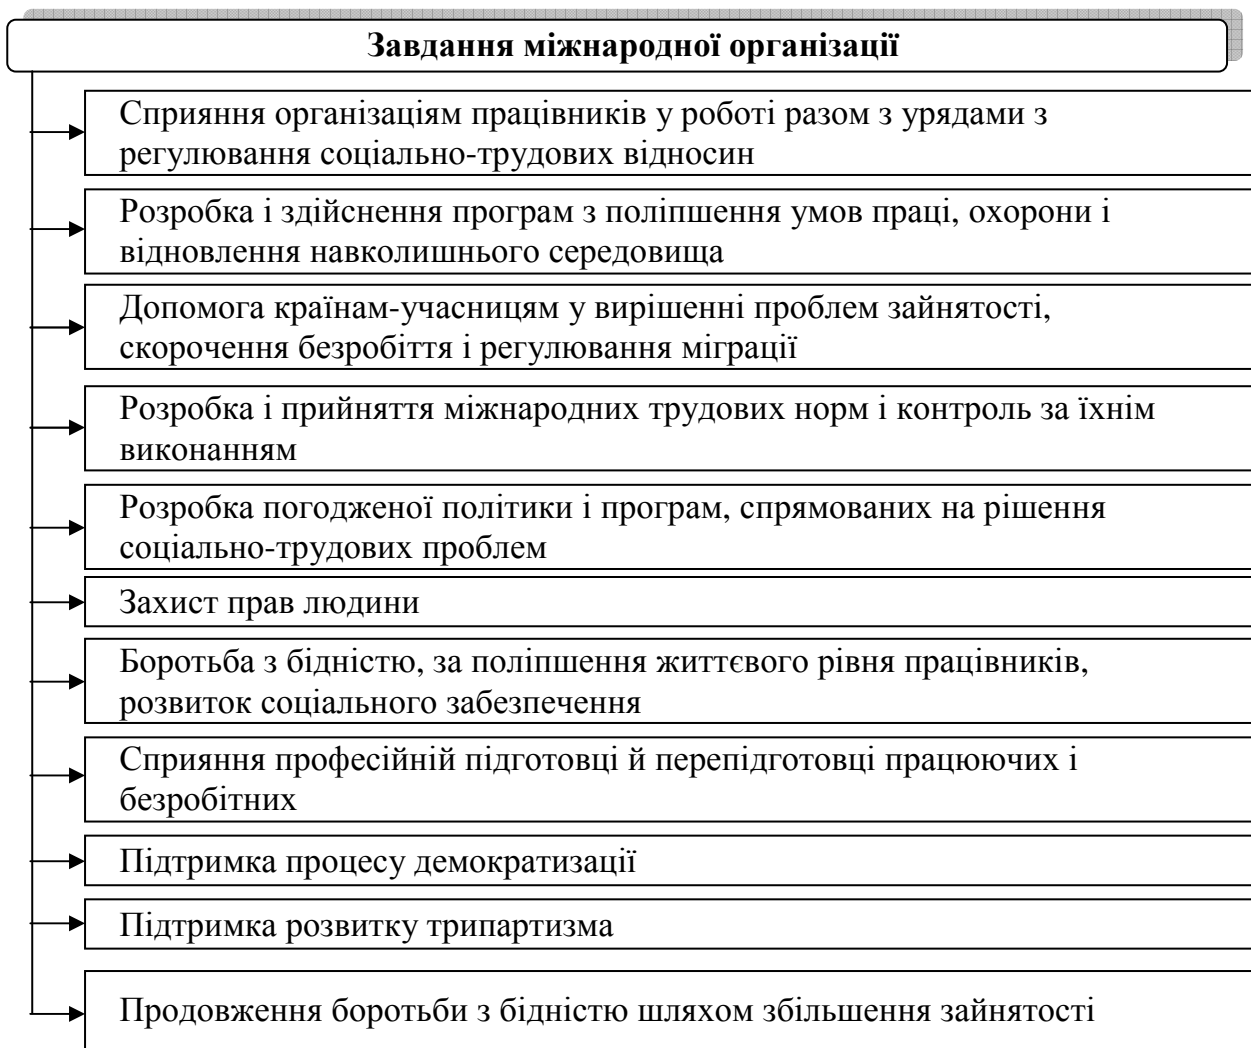 Завдання міжнародної організації
Сприяння організаціям працівників у роботі разом з урядами з
регулювання соціально-трудових відносин
Розробка і здійснення програм з поліпшення умов праці, охорони і
відновлення навколишнього середовища
Допомога країнам-учасницям у вирішенні проблем зайнятості,
скорочення безробіття і регулювання міграції
Розробка і прийняття міжнародних трудових норм і контроль за їхнім
виконанням
Розробка погодженої політики і програм, спрямованих на рішення
соціально-трудових проблем
Захист прав людини
Боротьба з бідністю, за поліпшення життєвого рівня працівників,
розвиток соціального забезпечення
Сприяння професійній підготовці й перепідготовці працюючих і
безробітних
Підтримка процесу демократизації
Підтримка розвитку трипартизма
Продовження боротьби з бідністю шляхом збільшення зайнятості